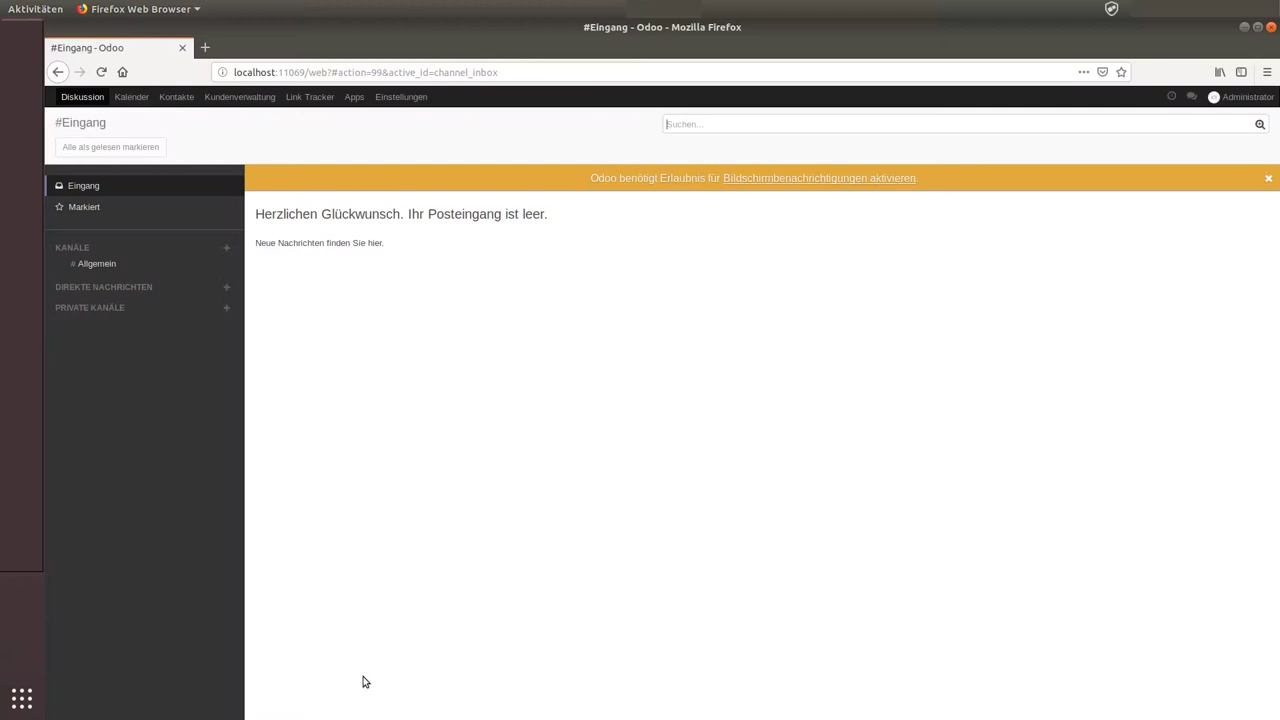 Aktivitäten Firefox Web Browser
#Eingang - Odoo - Mozilla Firefox
#Eingang - Odoo
localhost:11069/web?#action=99&active_id=channel_inbox
Diskussion Kalender Kontakte Kundenverwaltung Link Tracker Apps Einstellungen Administrator
#Eingang
Suchen...
Alle als gelesen markieren
Eingang
Odoo benötigt Erlaubnis für Bildschirmbenachrichtigungen aktivieren.
Markiert
Herzlichen Glückwunsch. Ihr Posteingang ist leer.
Neue Nachrichten finden Sie hier.
KANÄLE
# Allgemein
DIREKTE NACHRICHTEN
PRIVATE KANÄLE